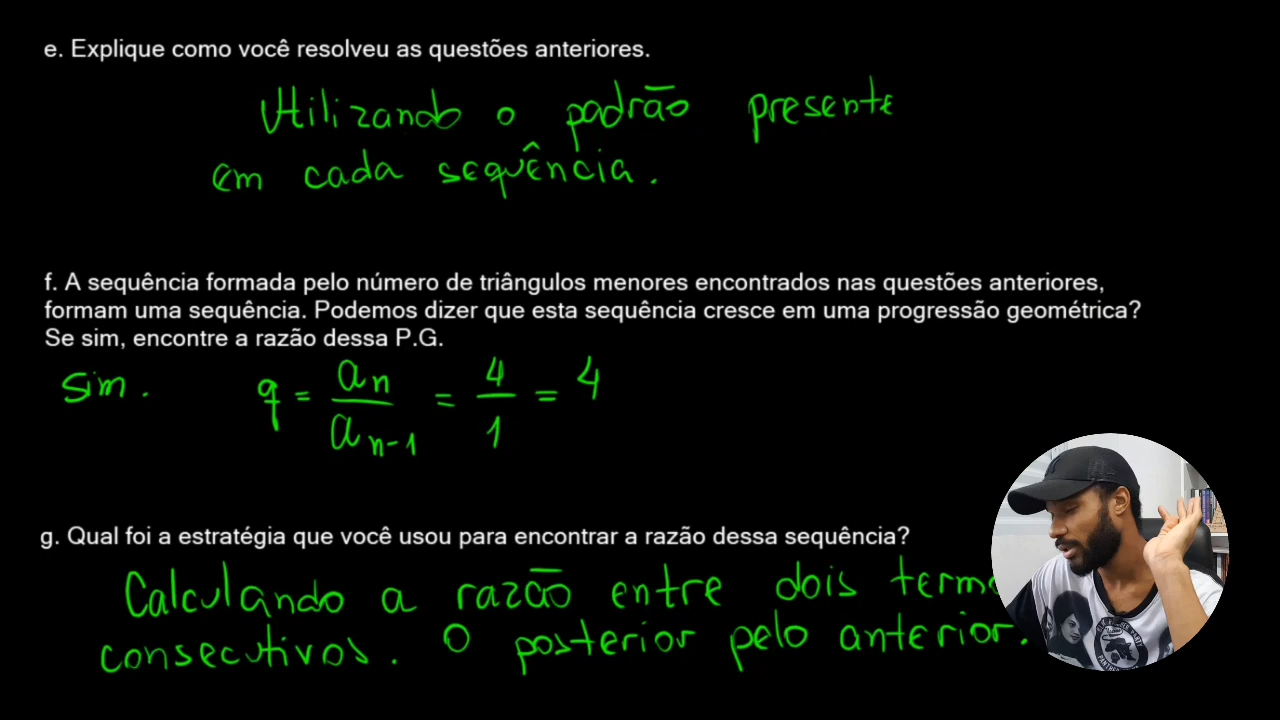 e. Explique como você resolveu as questões anteriores.
Utilizando o padrão presente
em cada sequência.
f. A sequência formada pelo número de triângulos menores encontrados nas questões anteriores,
formam uma sequência. Podemos dizer que esta sequência cresce em uma progressão geométrica?
Se sim, encontre a razão dessa P.G.
Sim. q = a_n / a_{n-1} = 4/1 = 4
g. Qual foi a estratégia que você usou para encontrar a razão dessa sequência?
Calculando a razão entre dois termo
consecutivos. O posterior pelo anterior.